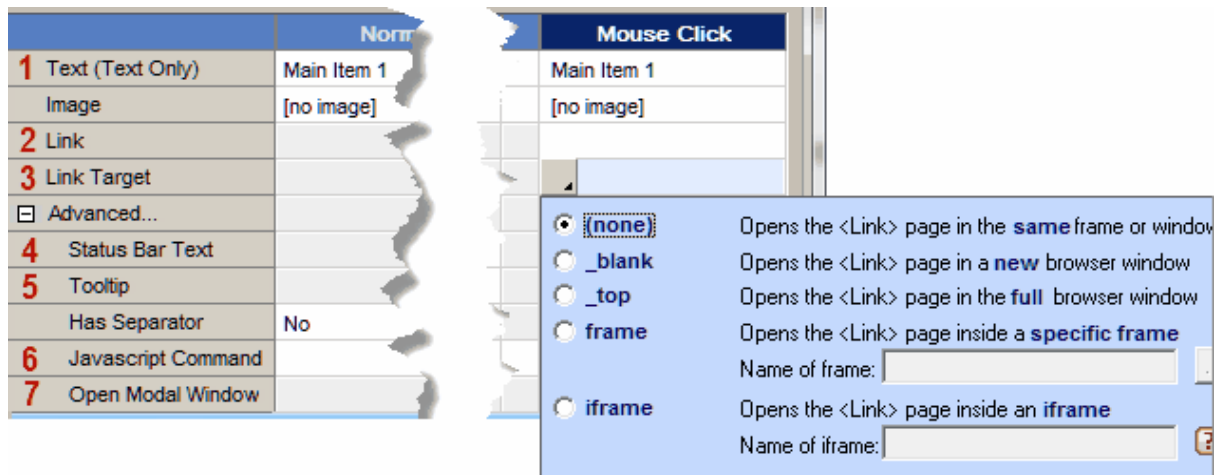 Mouse Click
1 Text (Text Only) Main Item 1 Main Item 1
Image [no image] [no image]
2 Link
3 Link Target
Advanced...
4 Status Bar Text
5 Tooltip
Has Separator No
6 Javascript Command
7 Open Modal Window
(none) Opens the <Link> page in the same frame or window
_blank Opens the <Link> page in a new browser window
_top Opens the <Link> page in the full browser window
frame Opens the <Link> page inside a specific frame
Name of frame:
iframe Opens the <Link> page inside an iframe
Name of iframe: